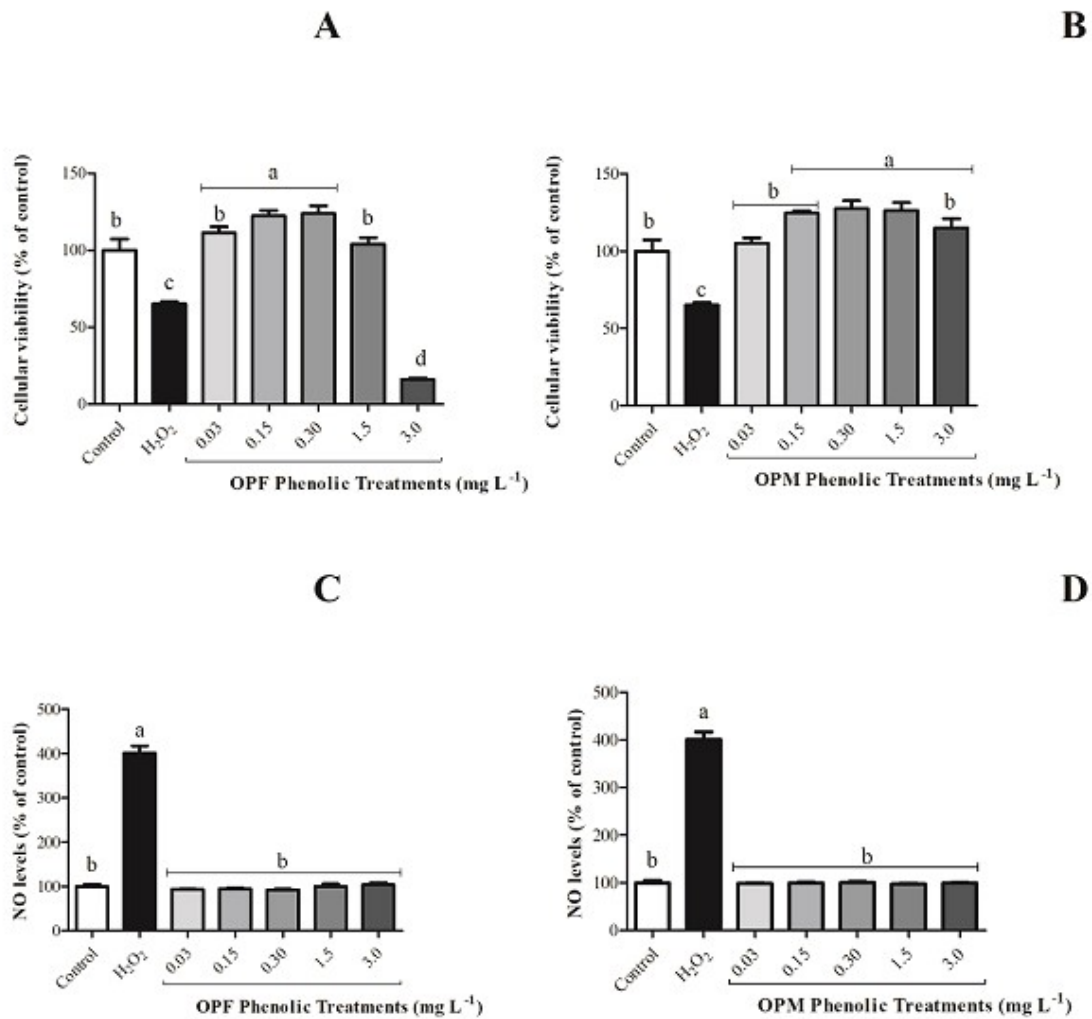 A
B
Cellular viability (% of control)
150
100
50
0
b
c
a
b
b
d
Control
H₂O₂
0.03
0.15
0.30
1.5
3.0
OPF Phenolic Treatments (mg L⁻¹)
Cellular viability (% of control)
150
100
50
0
b
c
b
a
b
Control
H₂O₂
0.03
0.15
0.30
1.5
3.0
OPM Phenolic Treatments (mg L⁻¹)
C
D
NO levels (% of control)
500
400
300
200
100
0
b
a
b
Control
H₂O₂
0.03
0.15
0.30
1.5
3.0
OPF Phenolic Treatments (mg L⁻¹)
NO levels (% of control)
500
400
300
200
100
0
b
a
b
Control
H₂O₂
0.03
0.15
0.30
1.5
3.0
OPM Phenolic Treatments (mg L⁻¹)